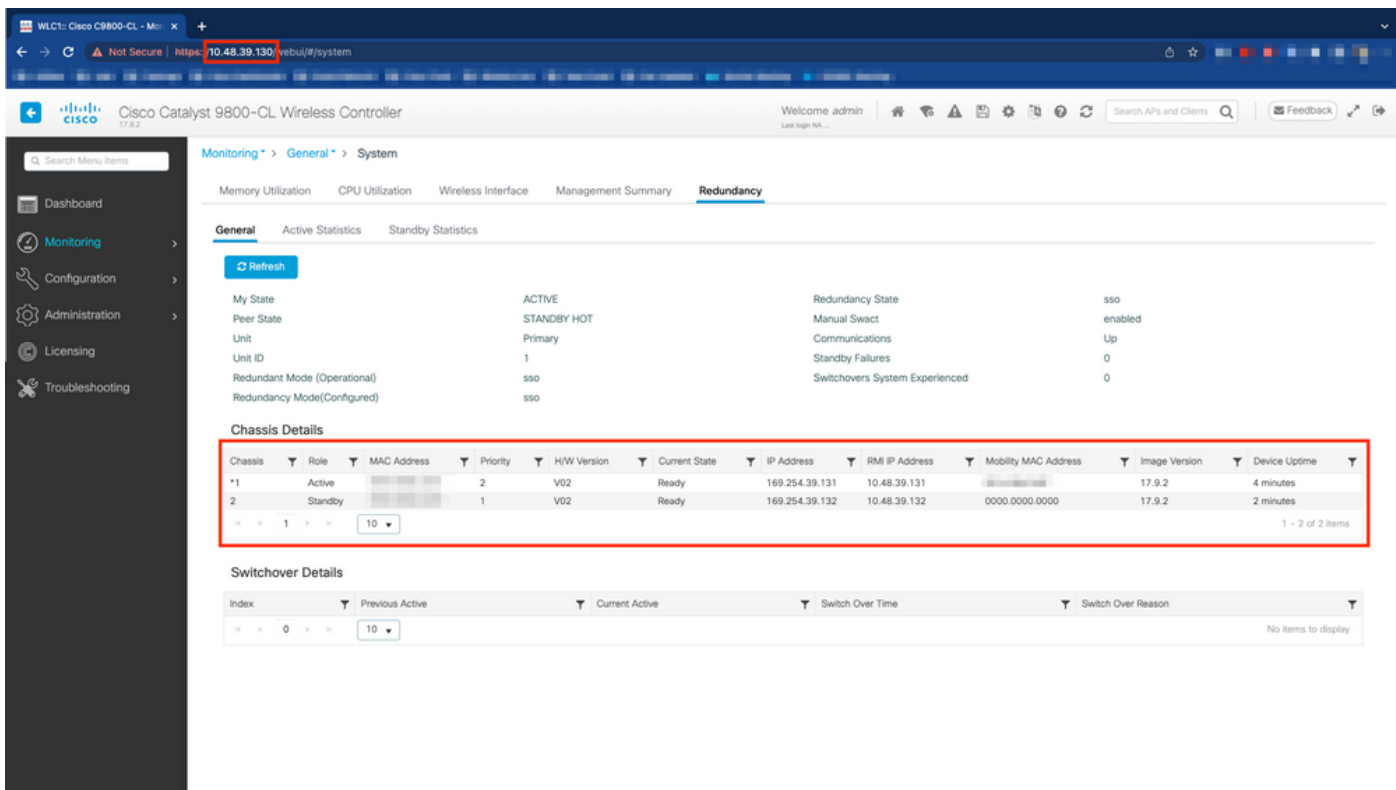 WLC1:: Cisco C9800-CL - Mon
Not Secure | https://10.48.39.130/webui/#/system
CISCO
Cisco Catalyst 9800-CL Wireless Controller
17.9.2
Welcome admin
Last login NA ...
Search APs and Clients
Feedback
Search Menu Items
Dashboard
Monitoring
Configuration
Administration
Licensing
Troubleshooting
Monitoring > General > System
Memory Utilization CPU Utilization Wireless Interface Management Summary Redundancy
General Active Statistics Standby Statistics
Refresh
My State ACTIVE Redundancy State sso
Peer State STANDBY HOT Manual Swact enabled
Unit Primary Communications Up
Unit ID 1 Standby Failures 0
Redundant Mode (Operational) sso Switchovers System Experienced 0
Redundancy Mode(Configured) sso
Chassis Details
Chassis Role MAC Address Priority H/W Version Current State IP Address RMI IP Address Mobility MAC Address Image Version Device Uptime
*1 Active 2 V02 Ready 169.254.39.131 10.48.39.131 17.9.2 4 minutes
2 Standby 1 V02 Ready 169.254.39.132 10.48.39.132 0000.0000.0000 17.9.2 2 minutes
1 10 1 - 2 of 2 items
Switchover Details
Index Previous Active Current Active Switch Over Time Switch Over Reason
0 10 No items to display